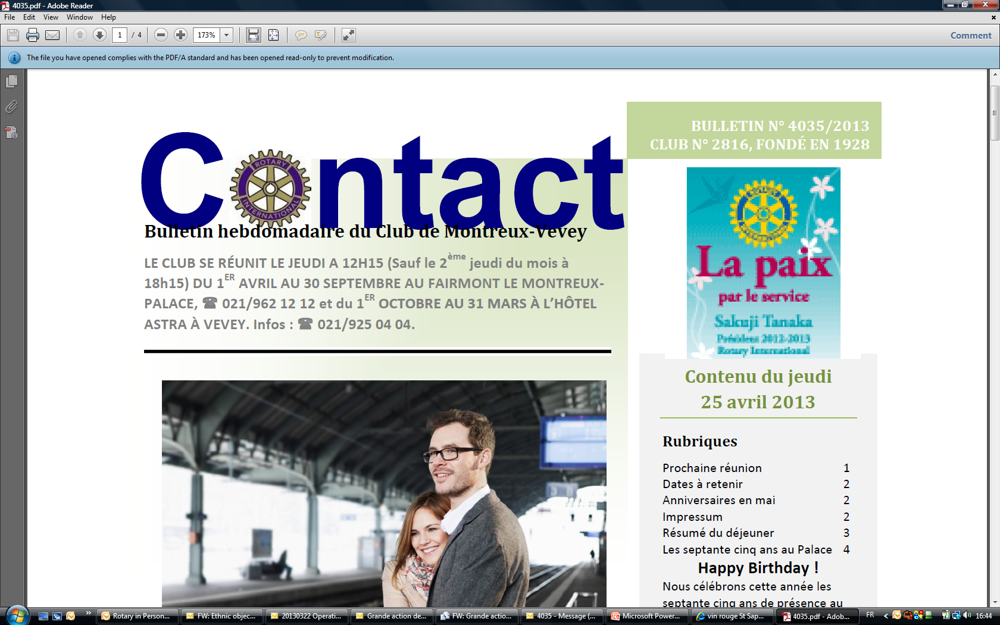 4035.pdf - Adobe Reader
File Edit View Window Help
1 / 4 173% Comment
The file you have opened complies with the PDF/A standard and has been opened read-only to prevent modification.
BULLETIN N° 4035/2013
CLUB N° 2816, FONDÉ EN 1928
Contact
ROTARY
INTERNATIONAL
Bulletin hebdomadaire du Club de Montreux-Vevey
LE CLUB SE RÉUNIT LE JEUDI A 12H15 (Sauf le 2ème jeudi du mois à
18h15) DU 1ER AVRIL AU 30 SEPTEMBRE AU FAIRMONT LE MONTREUX-
PALACE, ☎ 021/962 12 12 et du 1ER OCTOBRE AU 31 MARS À L’HÔTEL
ASTRA À VEVEY. Infos : ☎ 021/925 04 04.
La paix
par le service
Sakuji Tanaka
Président 2012-2013
Rotary International
Contenu du jeudi
25 avril 2013
Rubriques
Prochaine réunion 1
Dates à retenir 2
Anniversaires en mai 2
Impressum 2
Résumé du déjeuner 3
Les septante cinq ans au Palace 4
Happy Birthday !
Nous célébrons cette année les
septante cinq ans de présence au
Rotary in Person... FW: Ethnic objec... 20130322 Operati... Grande action de... FW: Grande actio... 4035 - Message (... Microsoft Power... vin rouge St Sap... 4035.pdf - Adob... FR 16:44